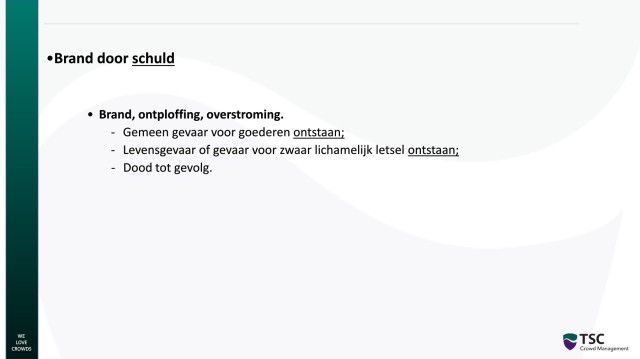 •Brand door schuld
• Brand, ontploffing, overstroming.
- Gemeen gevaar voor goederen ontstaan;
- Levensgevaar of gevaar voor zwaar lichamelijk letsel ontstaan;
- Dood tot gevolg.
WE
LOVE
CROWDS
TSC
Crowd Management